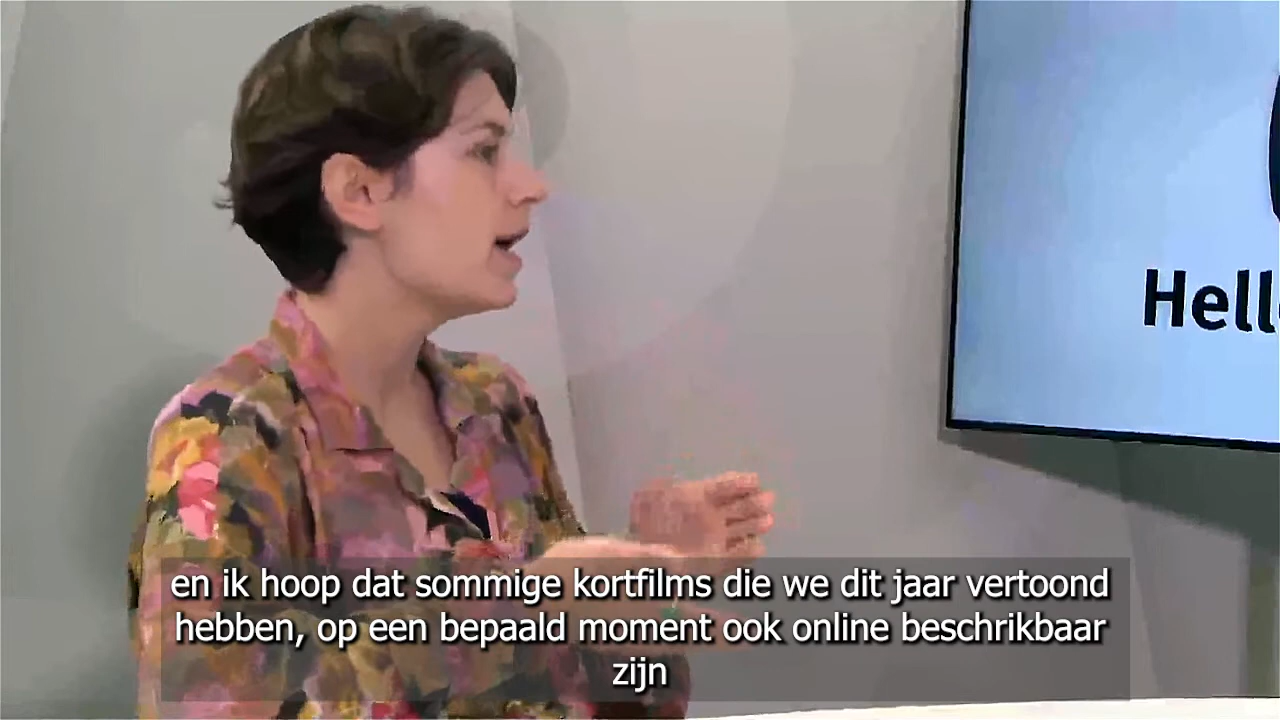 Hell
en ik hoop dat sommige kortfilms die we dit jaar vertoond
hebben, op een bepaald moment ook online beschrikbaar
zijn